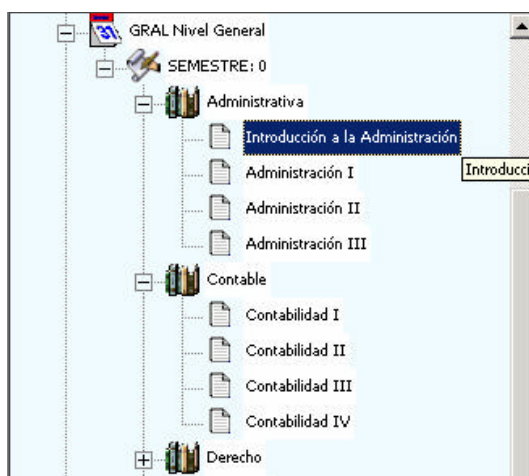 GRAL Nivel General
SEMESTRE: 0
Administrativa
Introducción a la Administración
Introducci
Administración I
Administración II
Administración III
Contable
Contabilidad I
Contabilidad II
Contabilidad III
Contabilidad IV
Derecho